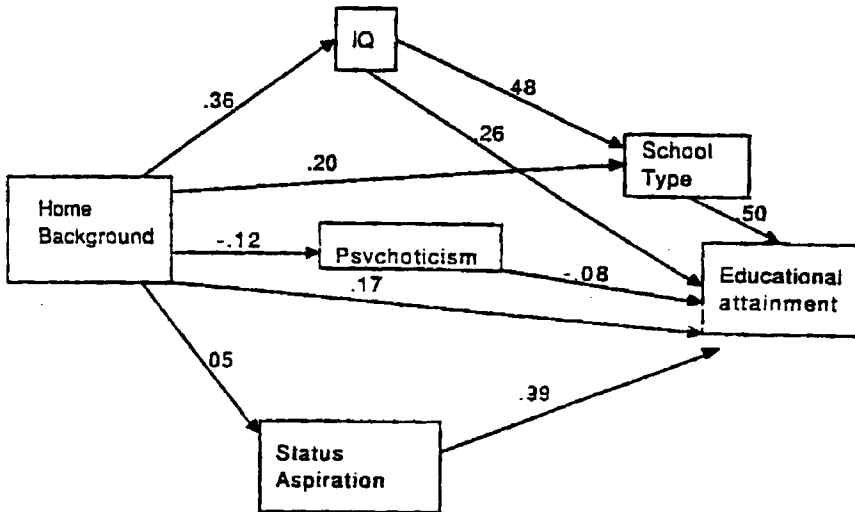 IQ
.36
48
.26
School
Type
.20
.50
Home
Background
-.12
Psychoticism
-.08
Educational
attainment
.17
05
Status
Aspiration